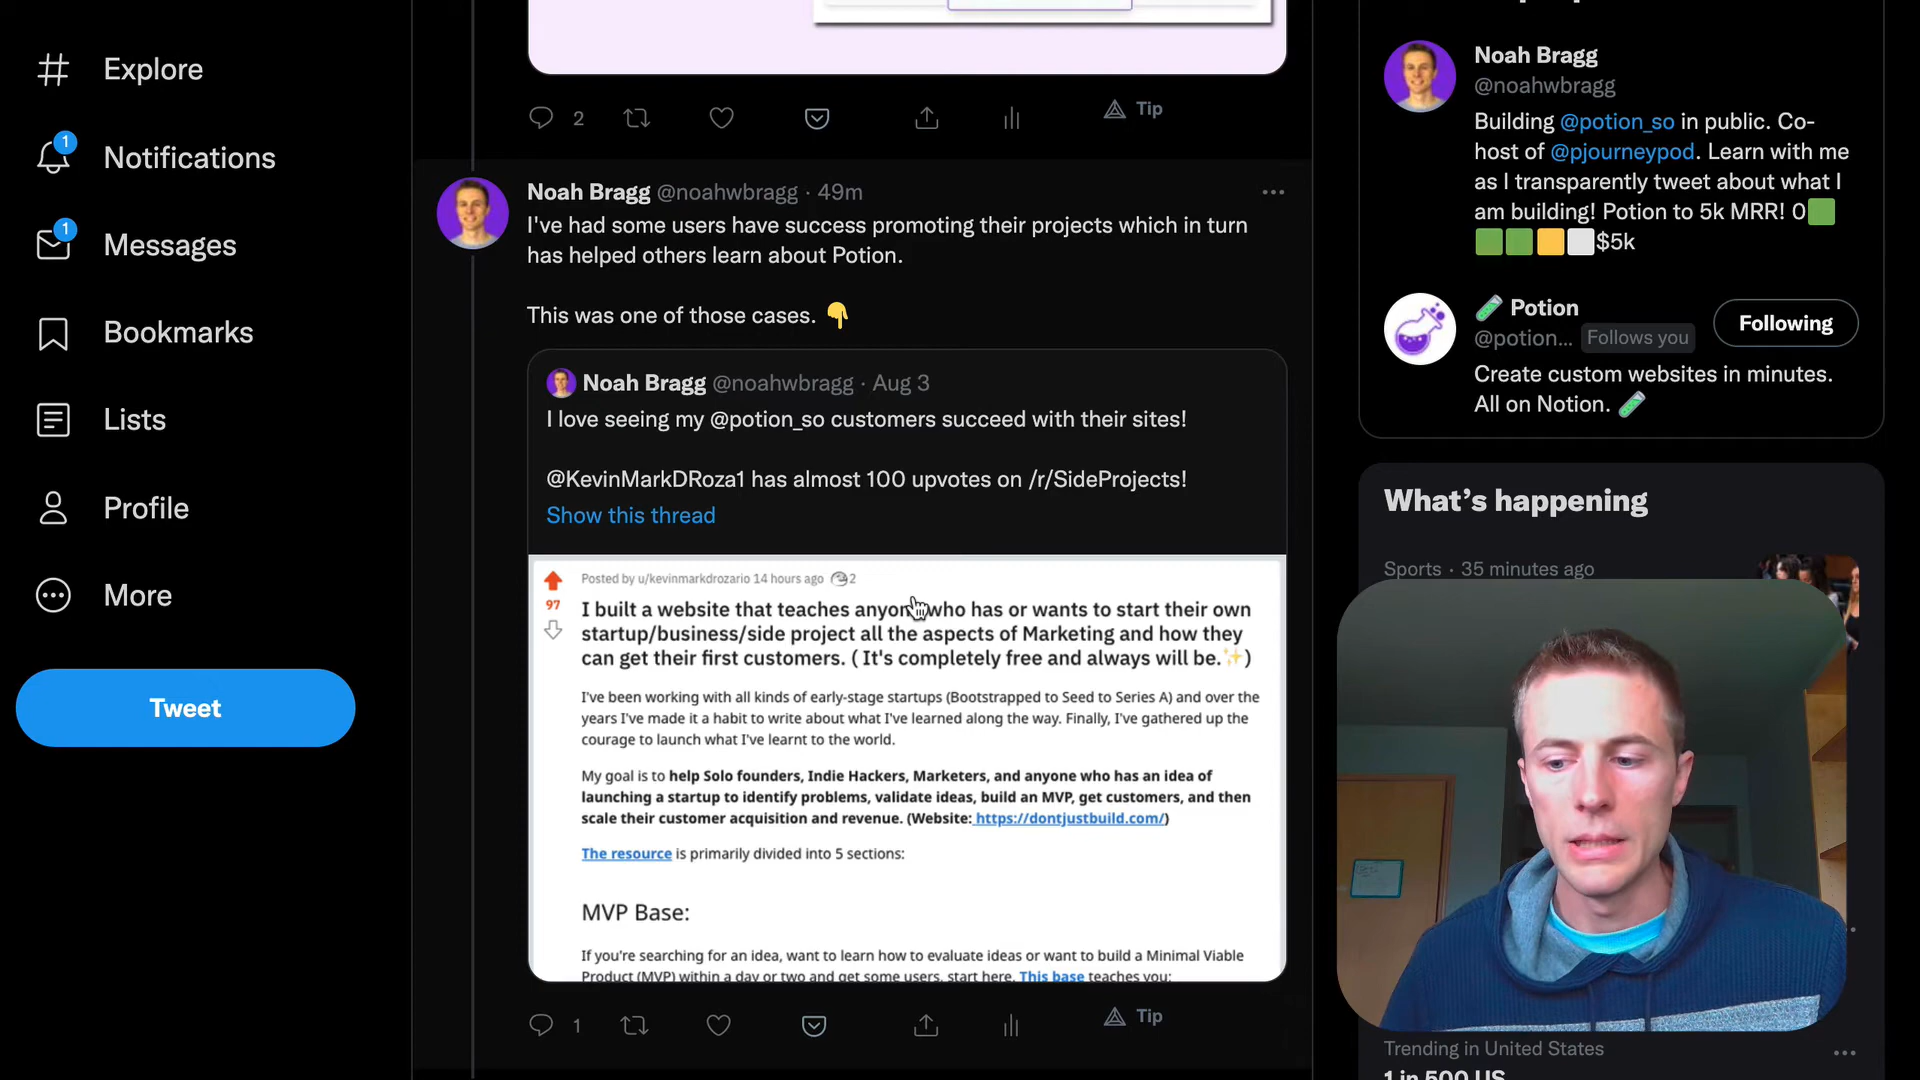 Explore
1
Notifications
1
Messages
Bookmarks
Lists
Profile
More
Tweet
2
Tip
Noah Bragg @noahwbragg · 49m
I've had some users have success promoting their projects which in turn
has helped others learn about Potion.
This was one of those cases. 👇
Noah Bragg @noahwbragg · Aug 3
I love seeing my @potion_so customers succeed with their sites!
@KevinMarkDRoza1 has almost 100 upvotes on /r/SideProjects!
Show this thread
Posted by u/kevinmarkdrozario 14 hours ago 2
97
I built a website that teaches anyone who has or wants to start their own
startup/business/side project all the aspects of Marketing and how they
can get their first customers. ( It's completely free and always will be.✨)
I've been working with all kinds of early-stage startups (Bootstrapped to Seed to Series A) and over the
years I've made it a habit to write about what I've learned along the way. Finally, I've gathered up the
courage to launch what I've learnt to the world.
My goal is to help Solo founders, Indie Hackers, Marketers, and anyone who has an idea of
launching a startup to identify problems, validate ideas, build an MVP, get customers, and then
scale their customer acquisition and revenue. (Website: https://dontjustbuild.com/)
The resource is primarily divided into 5 sections:
MVP Base:
If you're searching for an idea, want to learn how to evaluate ideas or want to build a Minimal Viable
Product (MVP) within a day or two and get some users, start here. This base teaches you:
1
Tip
Noah Bragg
@noahwbragg
Building @potion_so in public. Co-
host of @pjourneypod. Learn with me
as I transparently tweet about what I
am building! Potion to 5k MRR! 0🟩
🟩🟩🟨⬜$5k
🧪 Potion
@potion... Follows you
Following
Create custom websites in minutes.
All on Notion. 🧪
What's happening
Sports · 35 minutes ago
Trending in United States
1 in 500 US